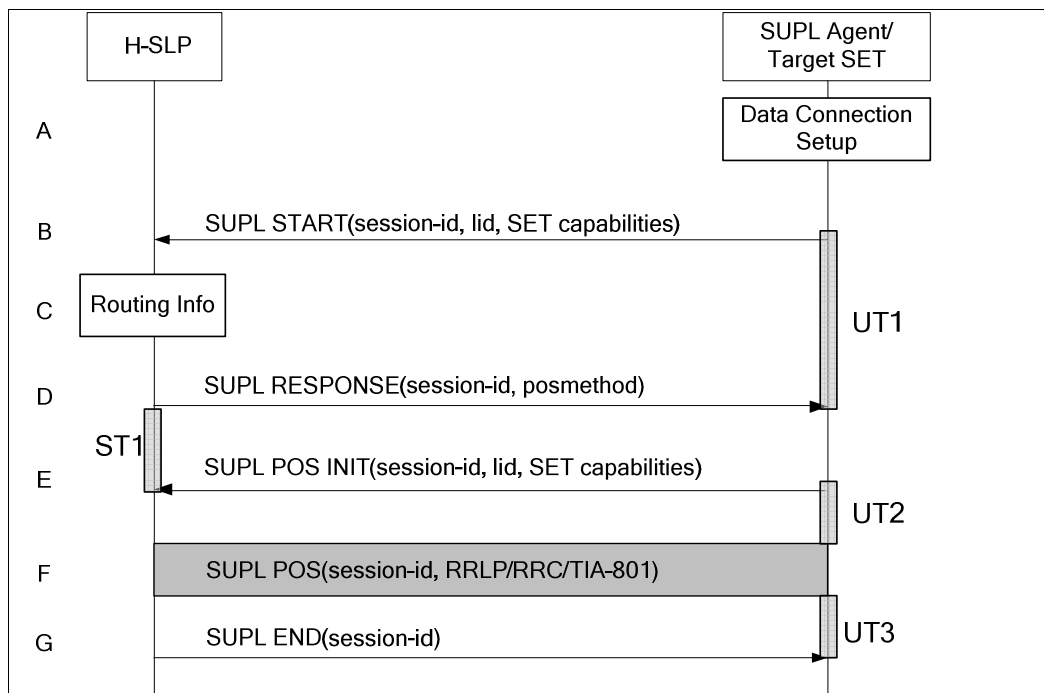 H-SLP
SUPL Agent/
Target SET
A
Data Connection
Setup
B
SUPL START(session-id, lid, SET capabilities)
C
Routing Info
UT1
D
SUPL RESPONSE(session-id, posmethod)
ST1
E
SUPL POS INIT(session-id, lid, SET capabilities)
UT2
F
SUPL POS(session-id, RRLP/RRC/TIA-801)
G
SUPL END(session-id)
UT3